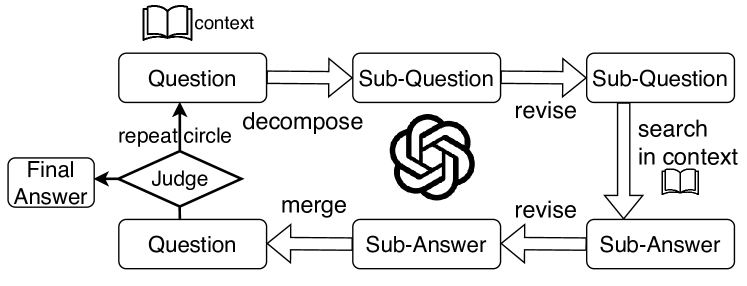 context
Question
Sub-Question
Sub-Question
decompose
revise
repeat circle
search
in context
Final
Answer
Judge
merge
revise
Question
Sub-Answer
Sub-Answer